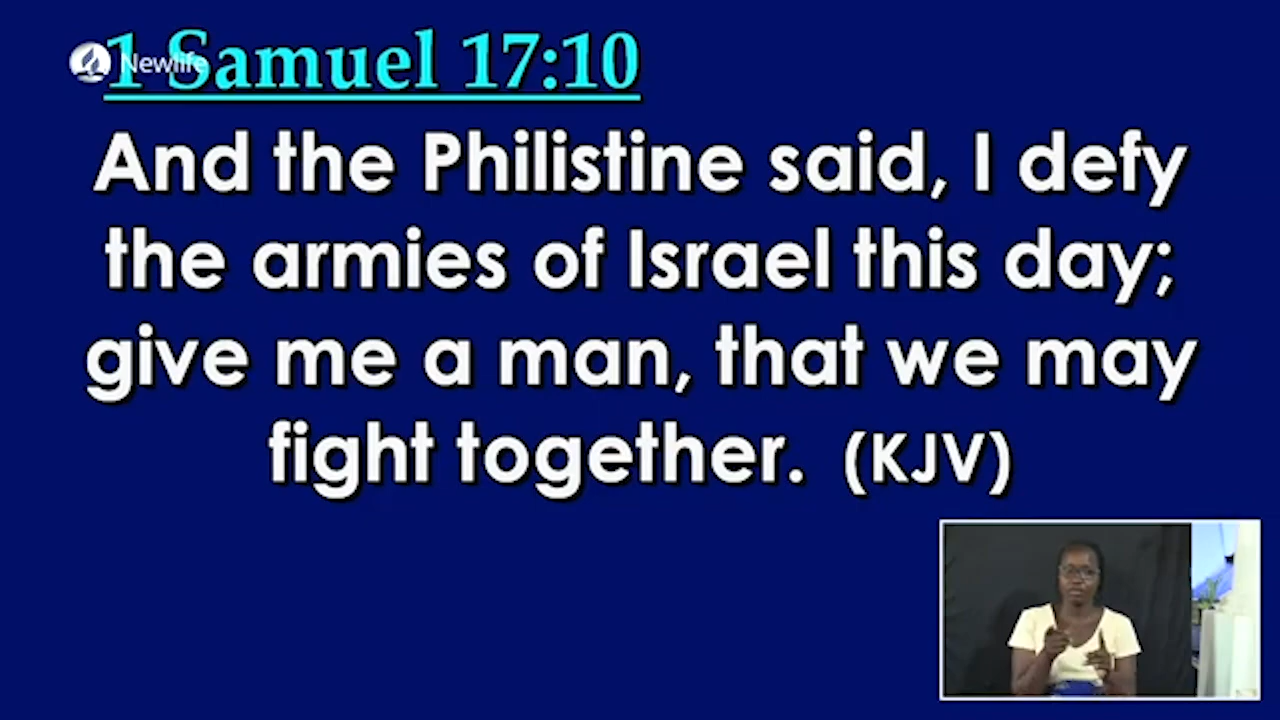 1 Samuel 17:10
Newlife
And the Philistine said, I defy
the armies of Israel this day;
give me a man, that we may
fight together. (KJV)